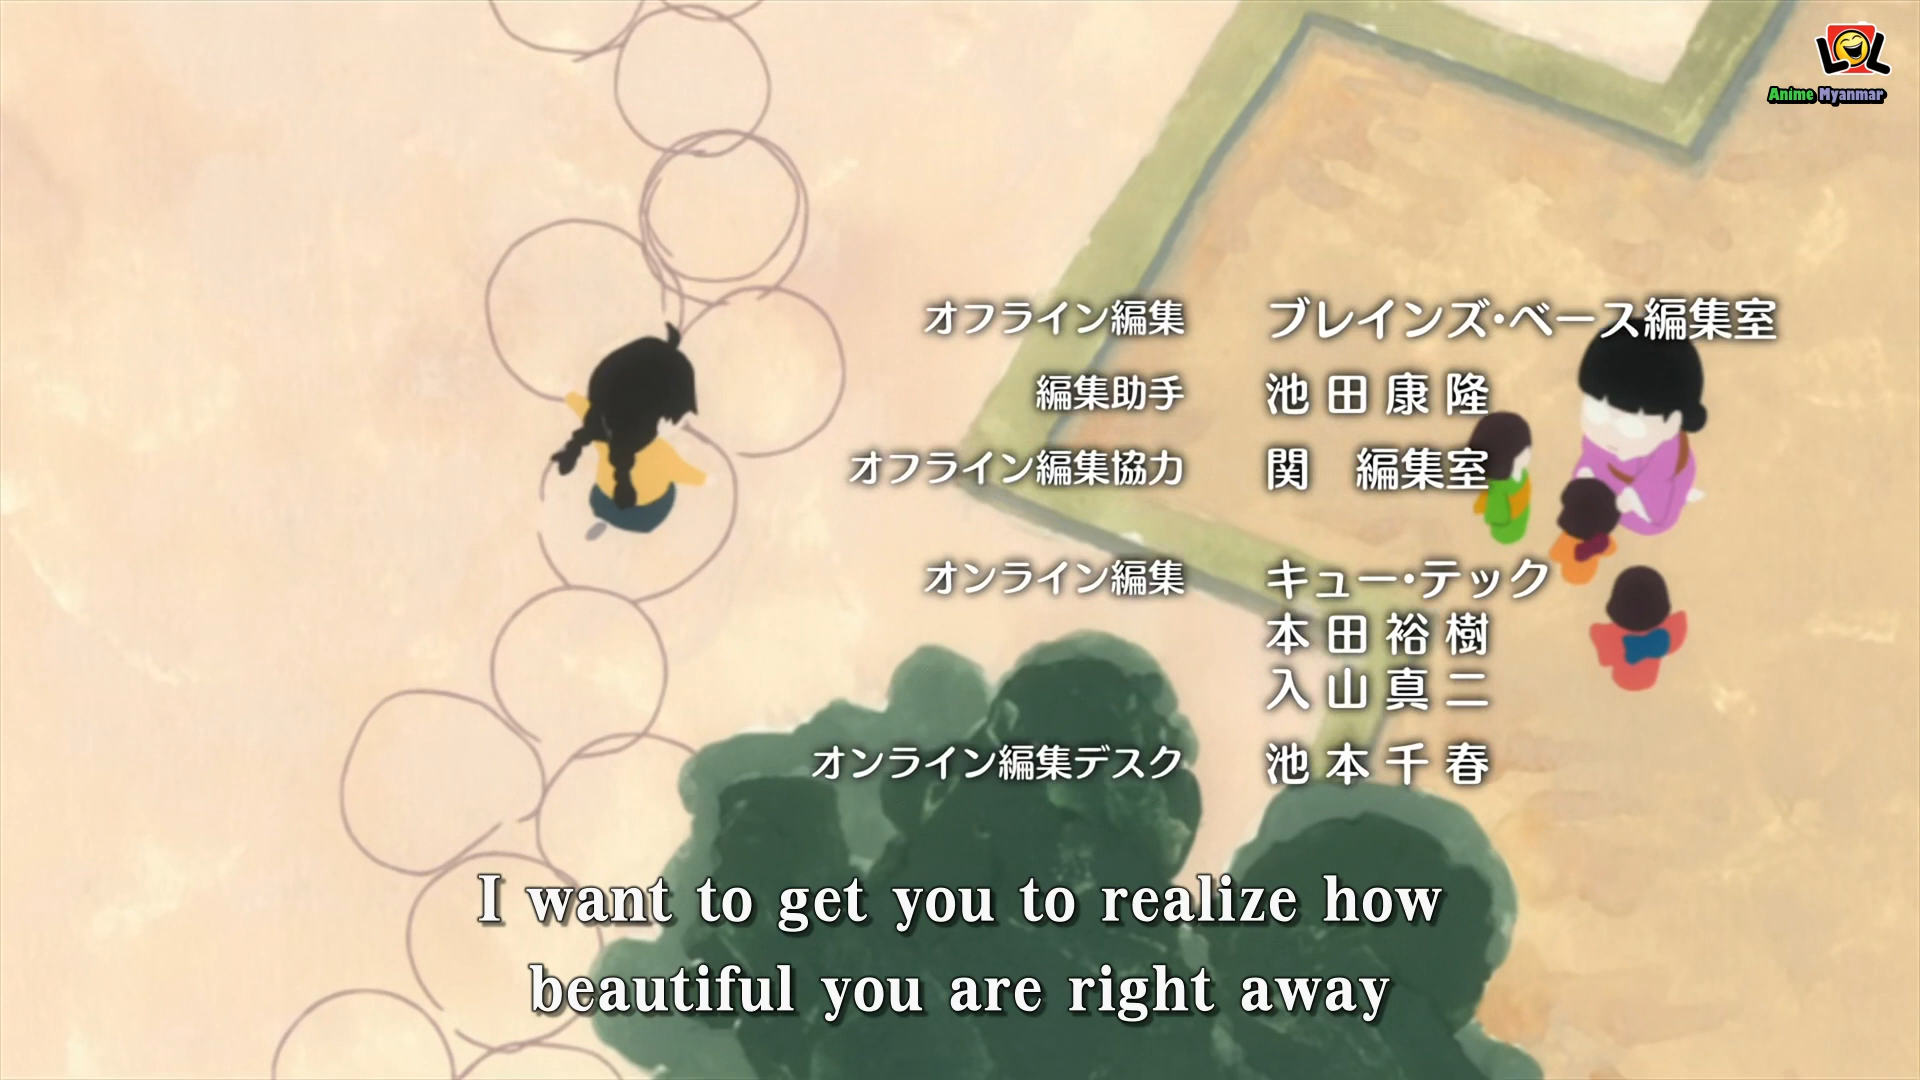 LOL
Anime Myanmar
オフライン編集 ブレインズ・ベース編集室
編集助手 池田康隆
オフライン編集協力 関 編集室
オンライン編集 キュー・テック
本田裕樹
入山真二
オンライン編集デスク 池本千春
I want to get you to realize how
beautiful you are right away